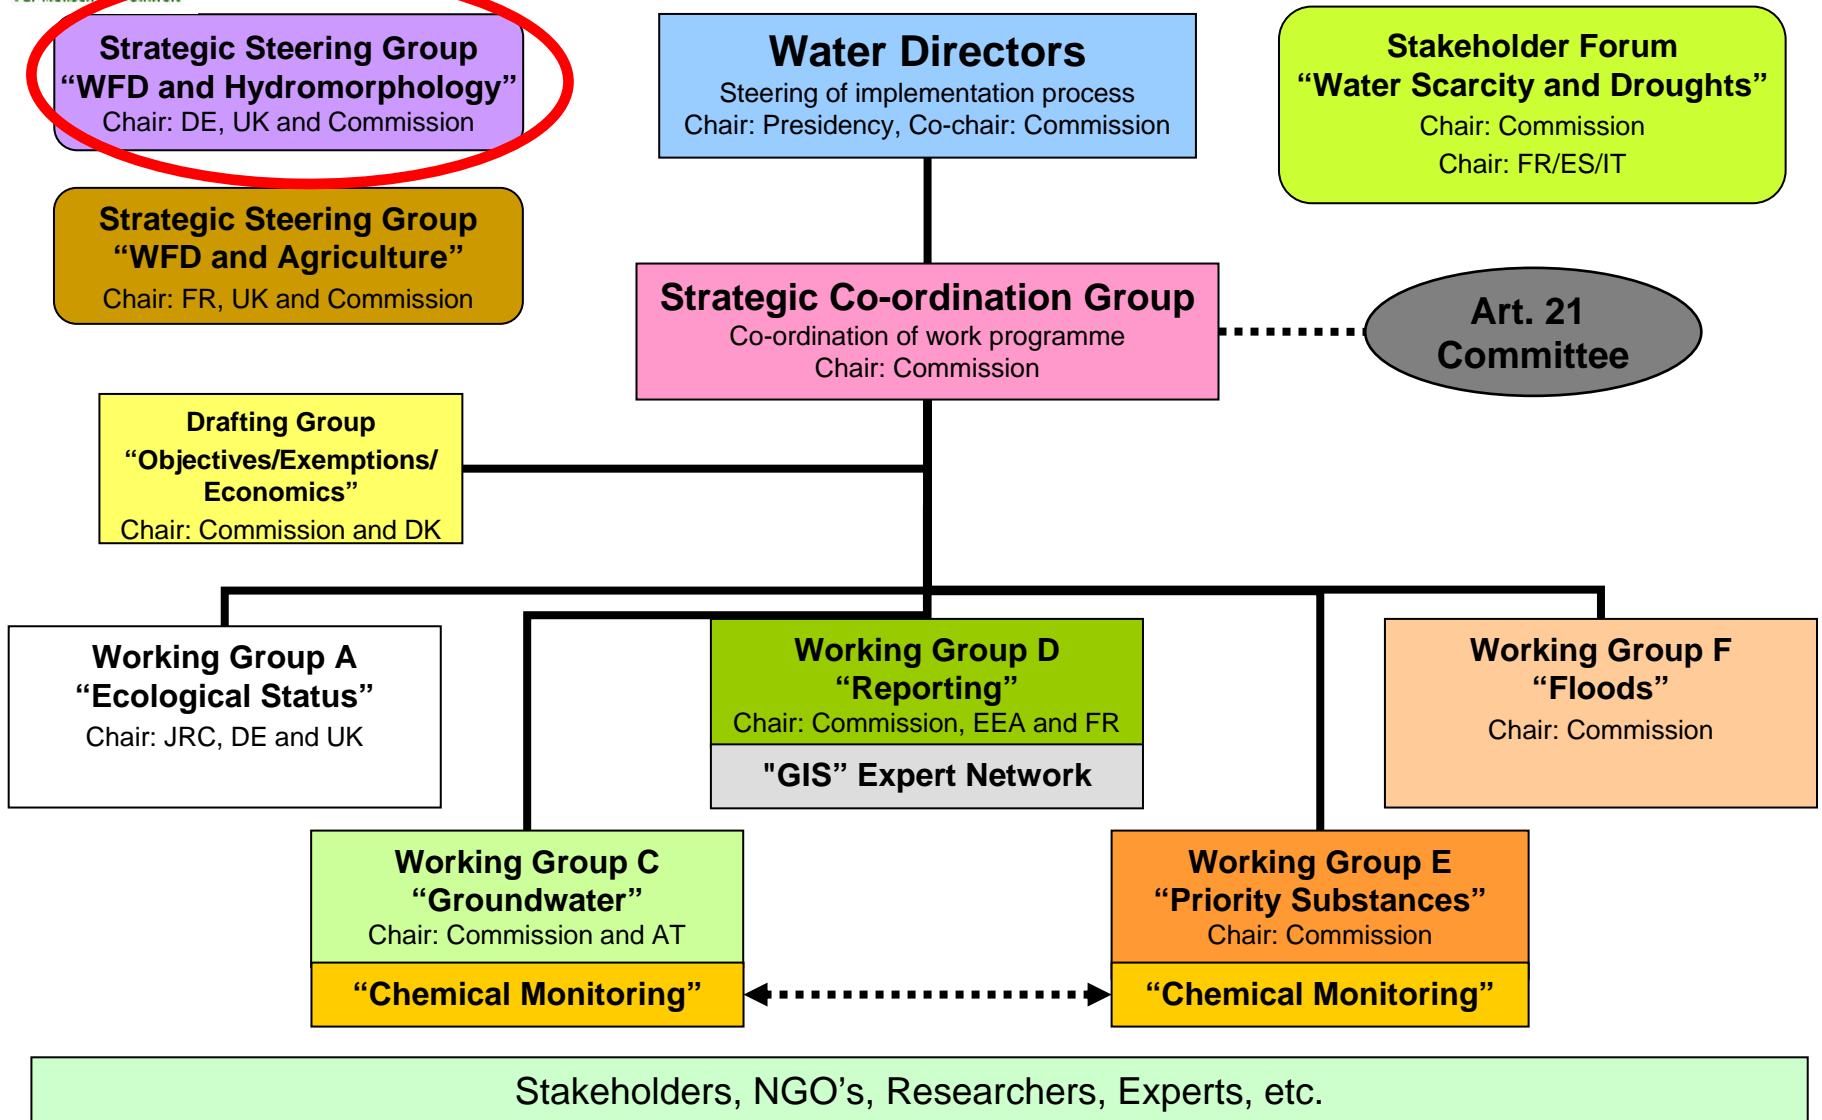 Strategic Steering Group
“WFD and Hydromorphology”
Chair: DE, UK and Commission
Water Directors
Steering of implementation process
Chair: Presidency, Co-chair: Commission
Stakeholder Forum
“Water Scarcity and Droughts”
Chair: Commission
Chair: FR/ES/IT
Strategic Steering Group
“WFD and Agriculture”
Chair: FR, UK and Commission
Strategic Co-ordination Group
Co-ordination of work programme
Chair: Commission
Art. 21
Committee
Drafting Group
“Objectives/Exemptions/
Economics”
Chair: Commission and DK
Working Group A
“Ecological Status”
Chair: JRC, DE and UK
Working Group D
“Reporting”
Chair: Commission, EEA and FR
"GIS” Expert Network
Working Group F
“Floods”
Chair: Commission
Working Group C
“Groundwater”
Chair: Commission and AT
“Chemical Monitoring”
Working Group E
“Priority Substances”
Chair: Commission
“Chemical Monitoring”
Stakeholders, NGO’s, Researchers, Experts, etc.